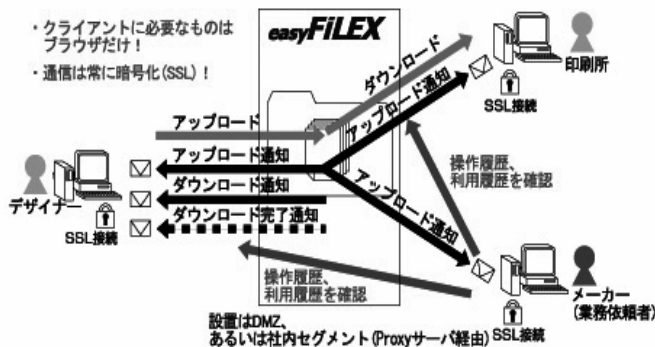 ・クライアントに必要なものは
ブラウザだけ!
・通信は常に暗号化(SSL)!
easyFiLEX
ダウンロード
アップロード通知
SSL接続
印刷所
アップロード
アップロード通知
ダウンロード通知
ダウンロード完了通知
デザイナー
SSL接続
アップロード通知
操作履歴、
利用履歴を確認
操作履歴、
利用履歴を確認
メーカー
(業務依頼者)
SSL接続
設置はDMZ、
あるいは社内セグメント(Proxyサーバ経由)